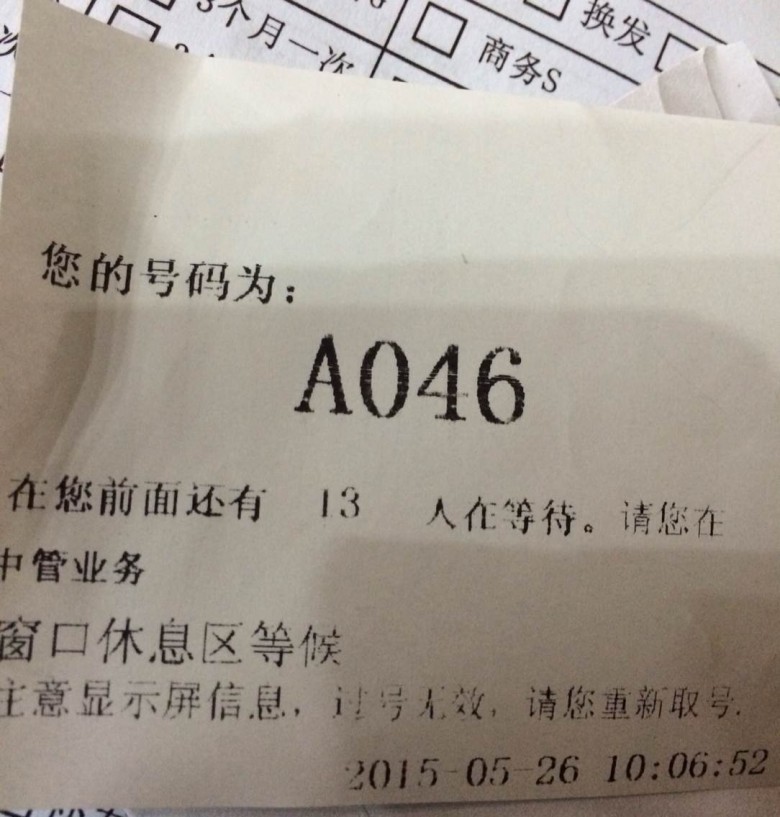 换发
商务S
3个月一次
您的号码为：
A046
在您前面还有 13 人在等待。请您在
中管业务
窗口休息区等候
注意显示屏信息，过号无效，请您重新取号.
2015-05-26 10:06:52